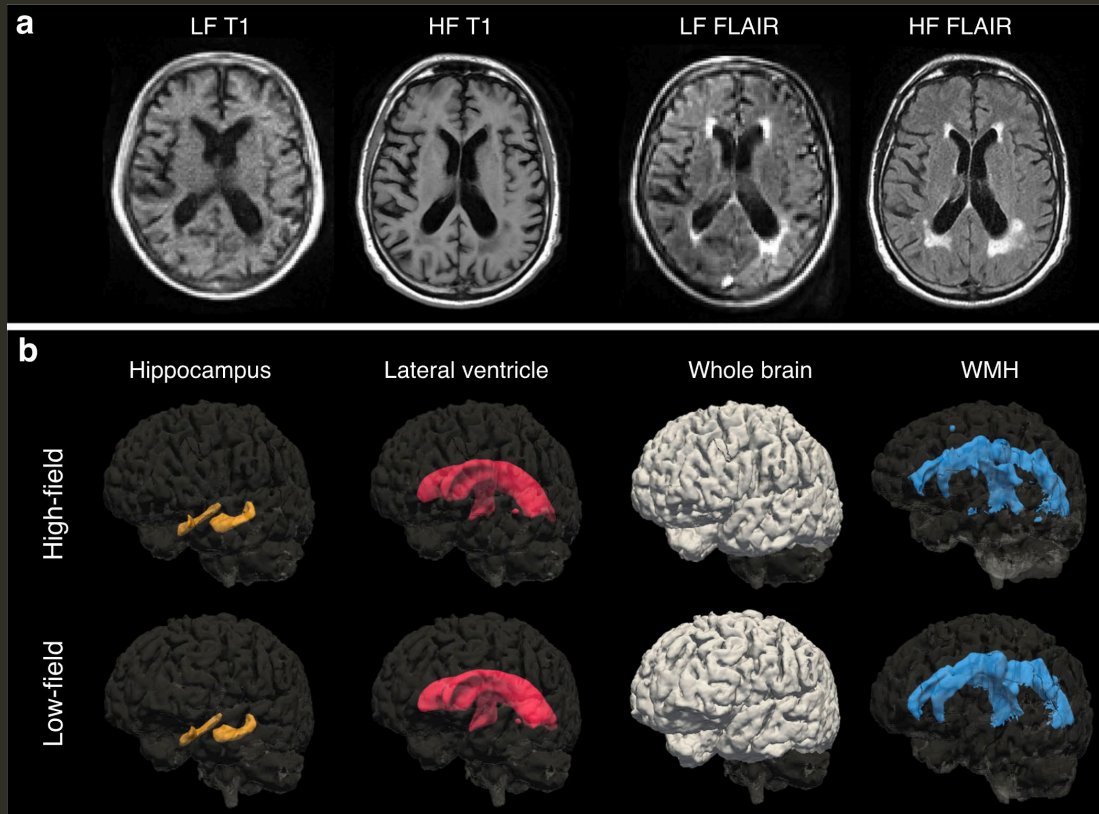 a
LF T1
HF T1
LF FLAIR
HF FLAIR
b
Hippocampus
Lateral ventricle
Whole brain
WMH
High-field
Low-field